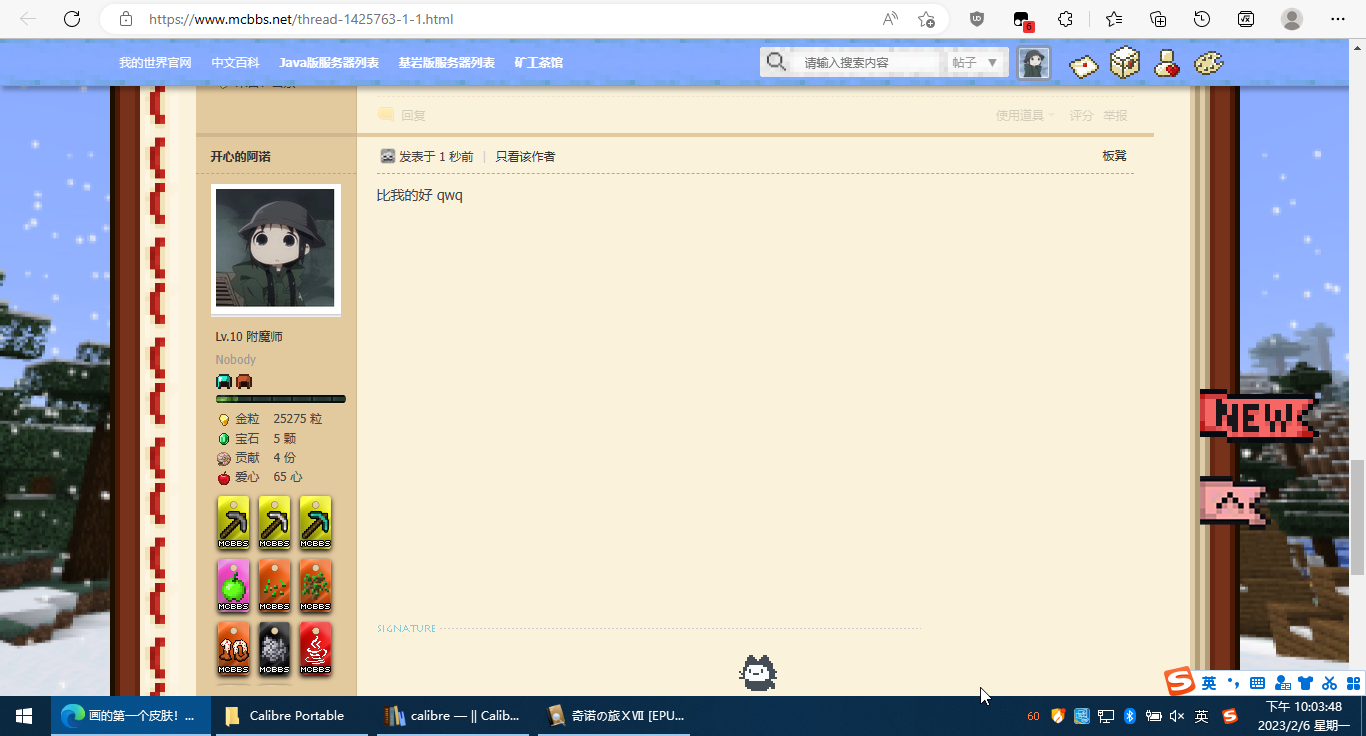 https://www.mcbbs.net/thread-1425763-1-1.html
6
我的世界官网 中文百科 Java版服务器列表 基岩版服务器列表 矿工茶馆 请输入搜索内容 帖子
回复 使用道具 评分 举报
开心的阿诺 发表于 1 秒前 | 只看该作者 板凳
比我的好 qwq
Lv.10 附魔师
Nobody
金粒 25275 粒
宝石 5 颗
贡献 4 份
爱心 65 心
NEW
MCBBS MCBBS MCBBS
MCBBS MCBBS MCBBS
10
MCBBS MCBBS MCBBS
SIGNATURE
英
画的第一个皮肤! ... Calibre Portable calibre — || Calib... 奇诺の旅ⅩⅦ [EPU... 60 英
下午 10:03:48
2023/2/6 星期一